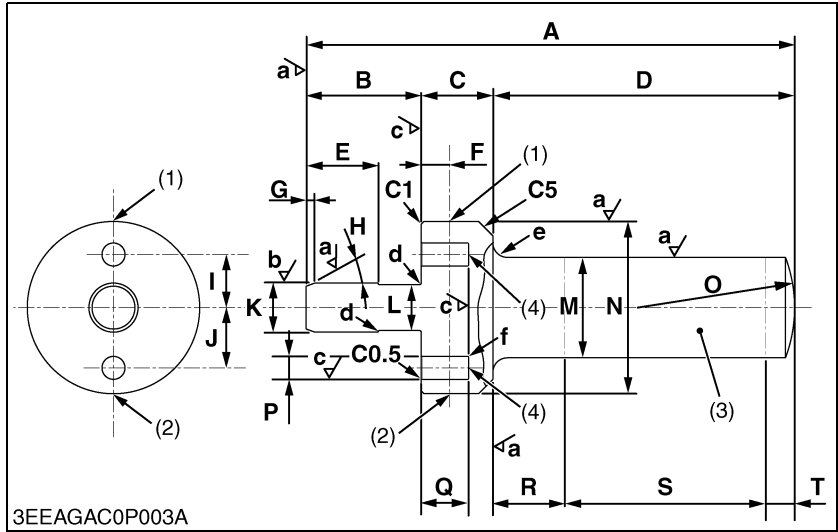 A
a
B C D
c
E F (1)
(1) G C1 C5 a
H a e a
b a d
I O
K L c (4) M N
J d f
c C0.5
P (4) (3)
(2) (2)
a
Q R S T
3EEAGAC0P003A